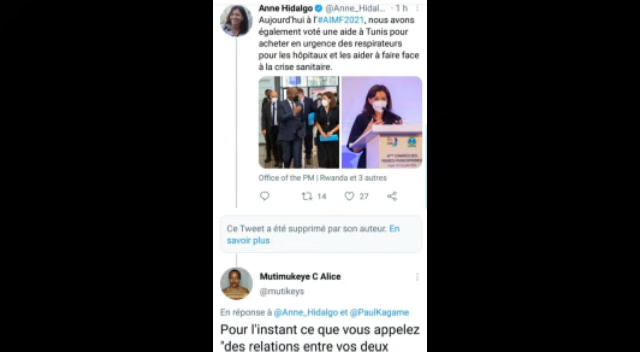 Anne Hidalgo @Anne_Hidal... · 1 h
Aujourd'hui à l'#AIMF2021, nous avons
également voté une aide à Tunis pour
acheter en urgence des respirateurs
pour les hôpitaux et les aider à faire face
à la crise sanitaire.
Office of the PM | Rwanda et 3 autres
14 27
Ce Tweet a été supprimé par son auteur. En
savoir plus
Mutimukeye C Alice
@mutikeys
En réponse à @Anne_Hidalgo et @PaulKagame
Pour l'instant ce que vous appelez
"des relations entre vos deux